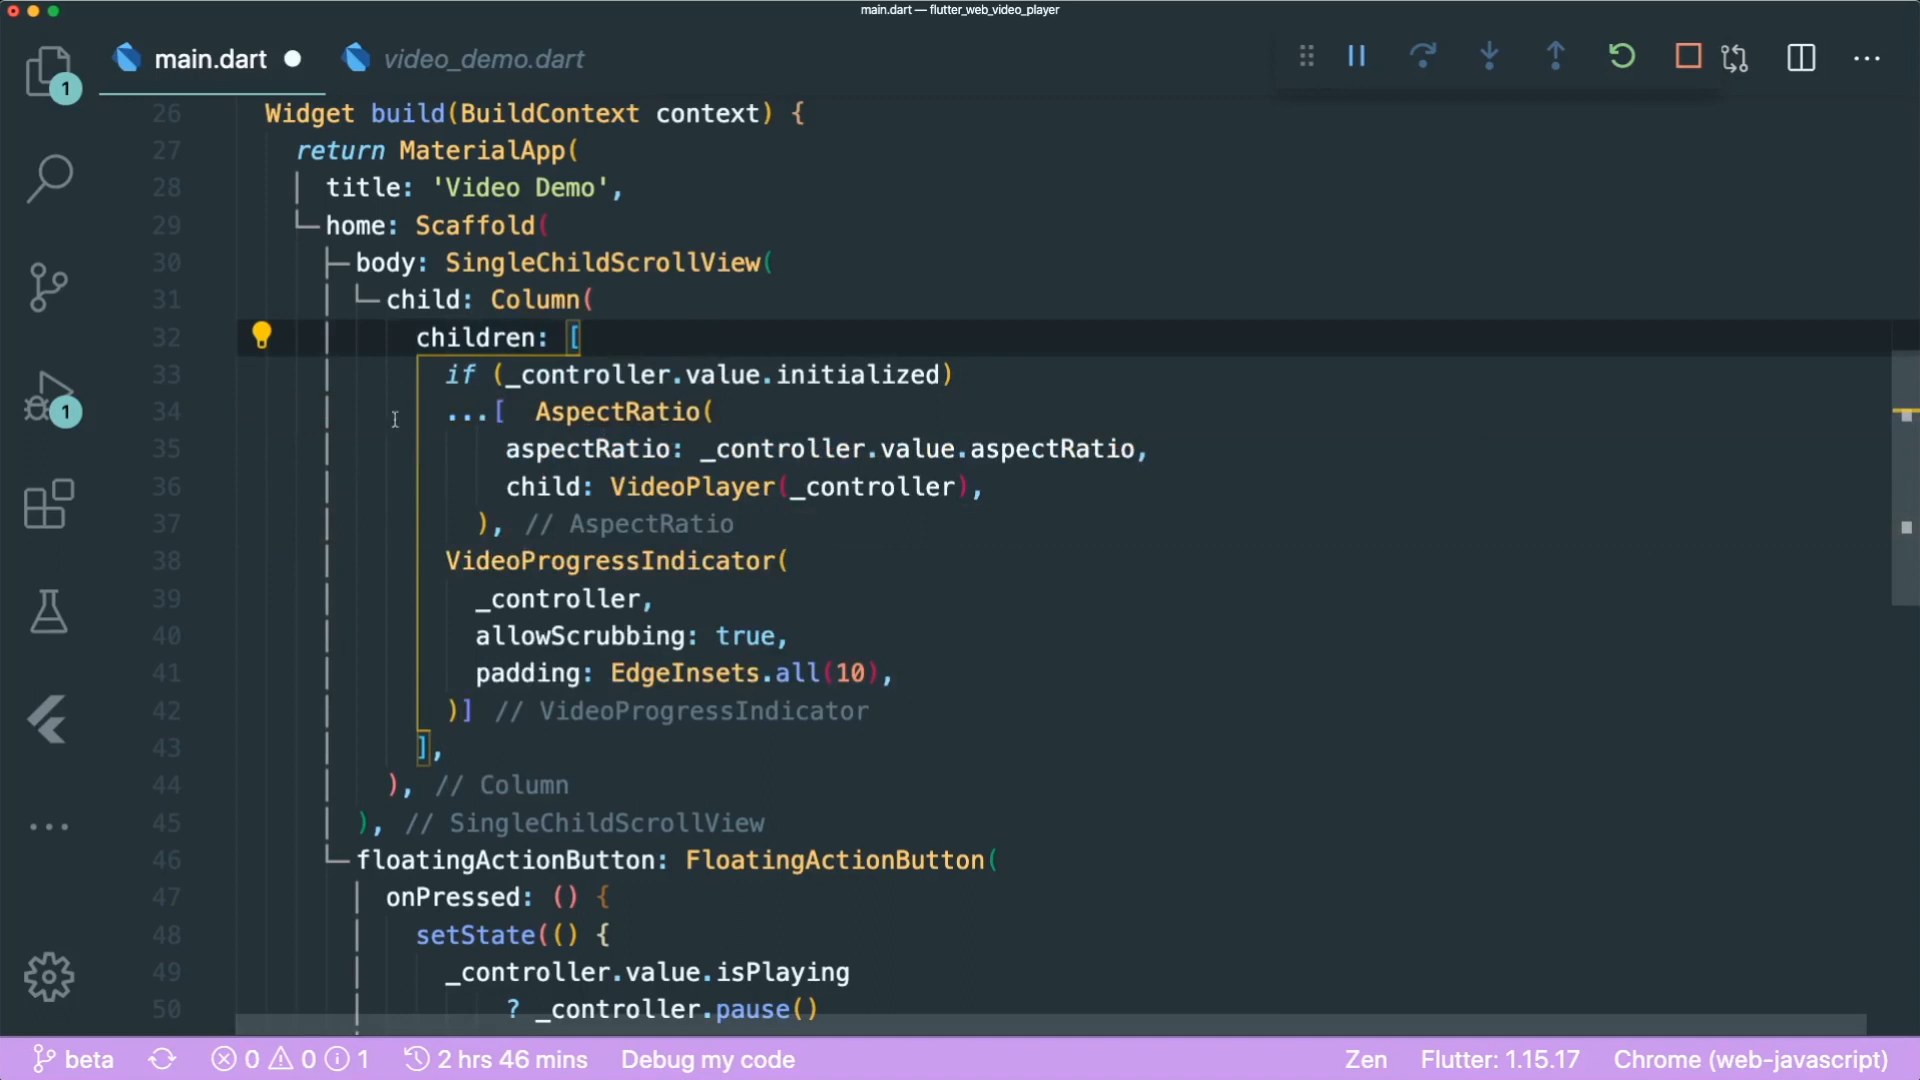 main.dart — flutter_web_video_player
main.dart
video_demo.dart
1
1
26 Widget build(BuildContext context) {
27 return MaterialApp(
28 title: 'Video Demo',
29 home: Scaffold(
30 body: SingleChildScrollView(
31 child: Column(
32 children: [
33 if (_controller.value.initialized)
34 ...[ AspectRatio(
35 aspectRatio: _controller.value.aspectRatio,
36 child: VideoPlayer(_controller),
37 ), // AspectRatio
38 VideoProgressIndicator(
39 _controller,
40 allowScrubbing: true,
41 padding: EdgeInsets.all(10),
42 )] // VideoProgressIndicator
43 ],
44 ), // Column
45 ), // SingleChildScrollView
46 floatingActionButton: FloatingActionButton(
47 onPressed: () {
48 setState(() {
49 _controller.value.isPlaying
50 ? _controller.pause()
beta 0 0 1 2 hrs 46 mins Debug my code Zen Flutter: 1.15.17 Chrome (web-javascript)